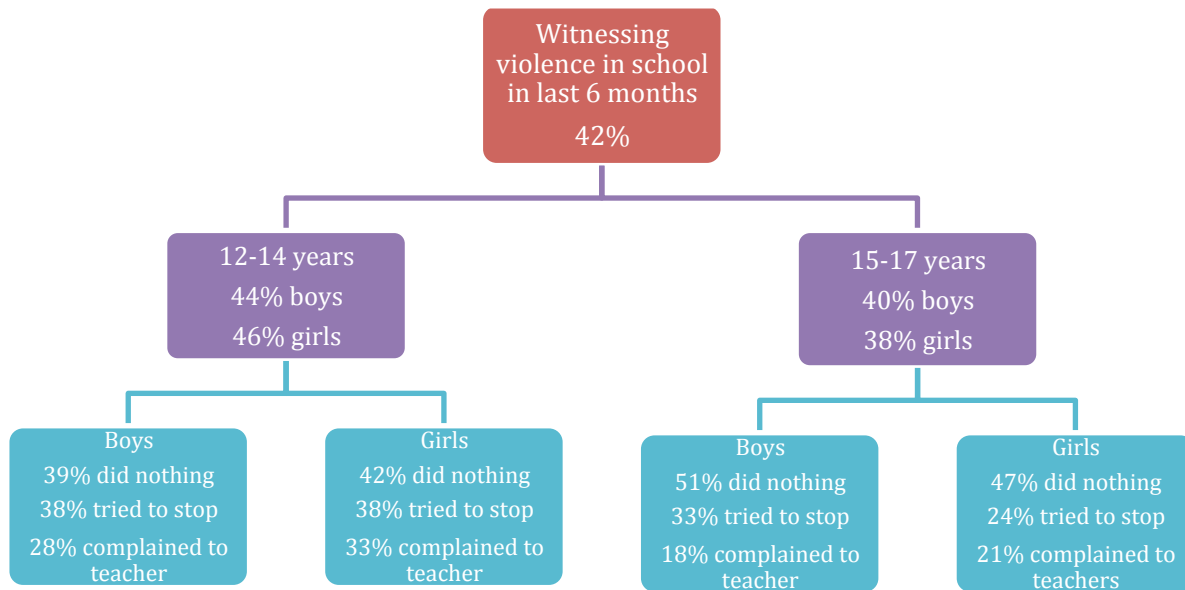 Witnessing
violence in school
in last 6 months
42%
12-14 years
44% boys
46% girls
15-17 years
40% boys
38% girls
Boys
39% did nothing
38% tried to stop
28% complained to
teacher
Girls
42% did nothing
38% tried to stop
33% complained to
teacher
Boys
51% did nothing
33% tried to stop
18% complained to
teacher
Girls
47% did nothing
24% tried to stop
21% complained to
teachers